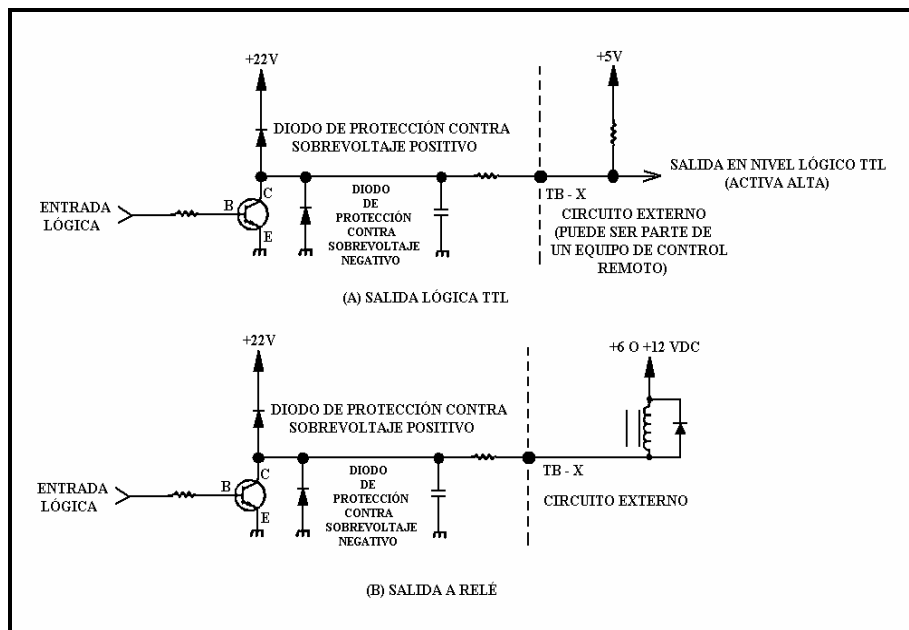 +22V
+5V
DIODO DE PROTECCIÓN CONTRA
SOBREVOLTAJE POSITIVO
SALIDA EN NIVEL LÓGICO TTL
(ACTIVA ALTA)
ENTRADA
LÓGICA
B
C
E
DIODO
DE
PROTECCIÓN
CONTRA
SOBREVOLTAJE
NEGATIVO
TB - X
CIRCUITO EXTERNO
(PUEDE SER PARTE DE
UN EQUIPO DE CONTROL
REMOTO)
(A) SALIDA LÓGICA TTL
+22V
+6 O +12 VDC
DIODO DE PROTECCIÓN CONTRA
SOBREVOLTAJE POSITIVO
ENTRADA
LÓGICA
B
C
E
DIODO
DE
PROTECCIÓN
CONTRA
SOBREVOLTAJE
NEGATIVO
TB - X
CIRCUITO EXTERNO
(B) SALIDA A RELÉ